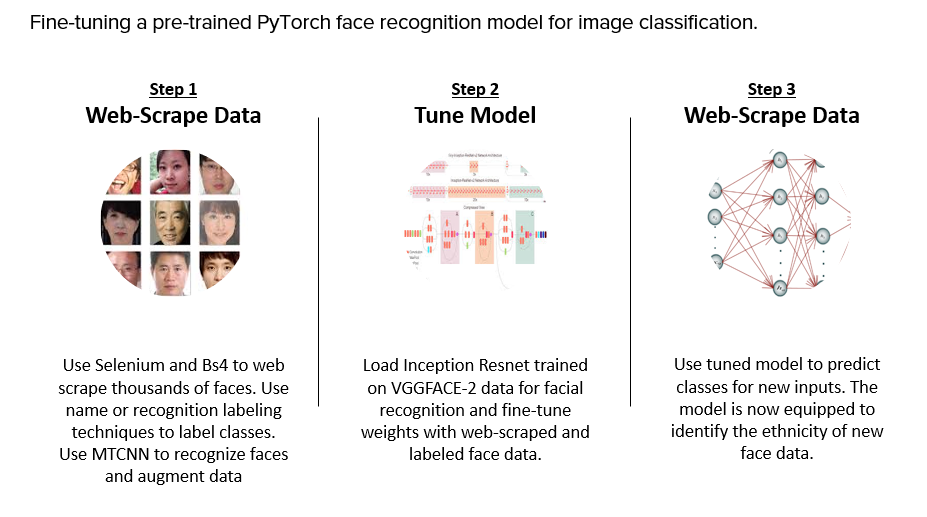 Fine-tuning a pre-trained PyTorch face recognition model for image classification.
Step 1
Web-Scrape Data
Use Selenium and Bs4 to web
scrape thousands of faces. Use
name or recognition labeling
techniques to label classes.
Use MTCNN to recognize faces
and augment data
Step 2
Tune Model
Load Inception Resnet trained
on VGGFACE-2 data for facial
recognition and fine-tune
weights with web-scraped and
labeled face data.
Step 3
Web-Scrape Data
Use tuned model to predict
classes for new inputs. The
model is now equipped to
identify the ethnicity of new
face data.